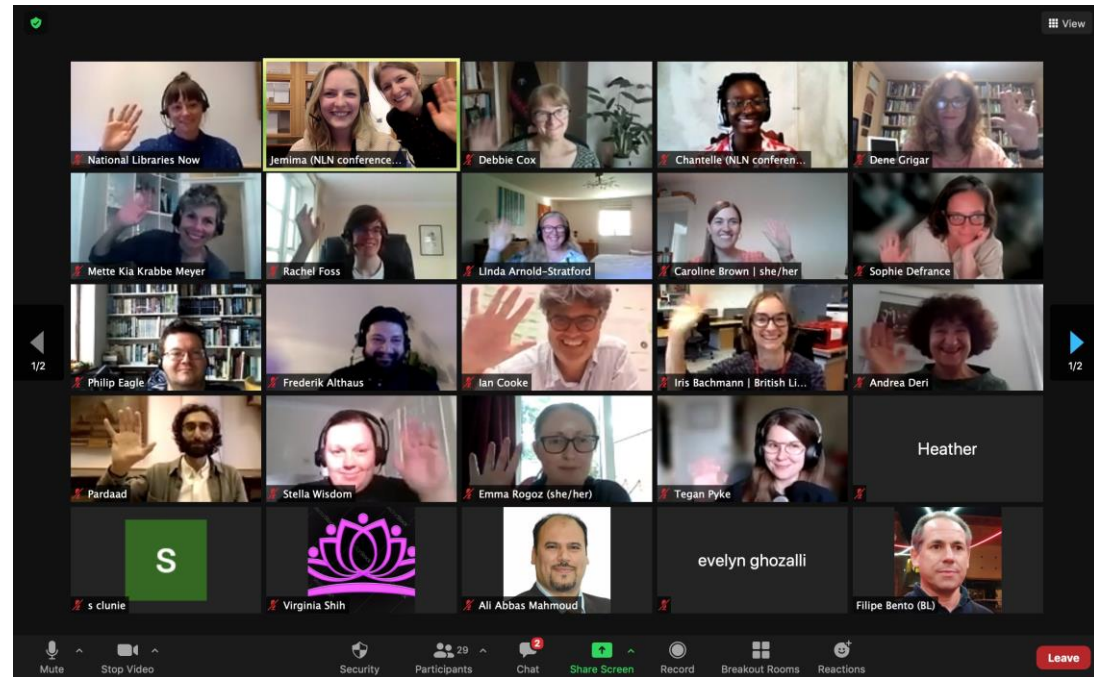 View
National Libraries Now
Jemima (NLN conference...
Debbie Cox
Chantelle (NLN conferen...
Dene Grigar
Mette Kia Krabbe Meyer
Rachel Foss
Linda Arnold-Stratford
Caroline Brown | she/her
Sophie Defrance
1/2
Philip Eagle
Frederik Althaus
Ian Cooke
Iris Bachmann | British Li...
Andrea Deri
1/2
Pardaad
Stella Wisdom
Emma Rogoz (she/her)
Tegan Pyke
Heather
S
s clunie
Virginia Shih
Ali Abbas Mahmoud
evelyn ghozalli
Filipe Bento (BL)
Mute
Stop Video
Security
29
Participants
2
Chat
Share Screen
Record
Breakout Rooms
Reactions
Leave